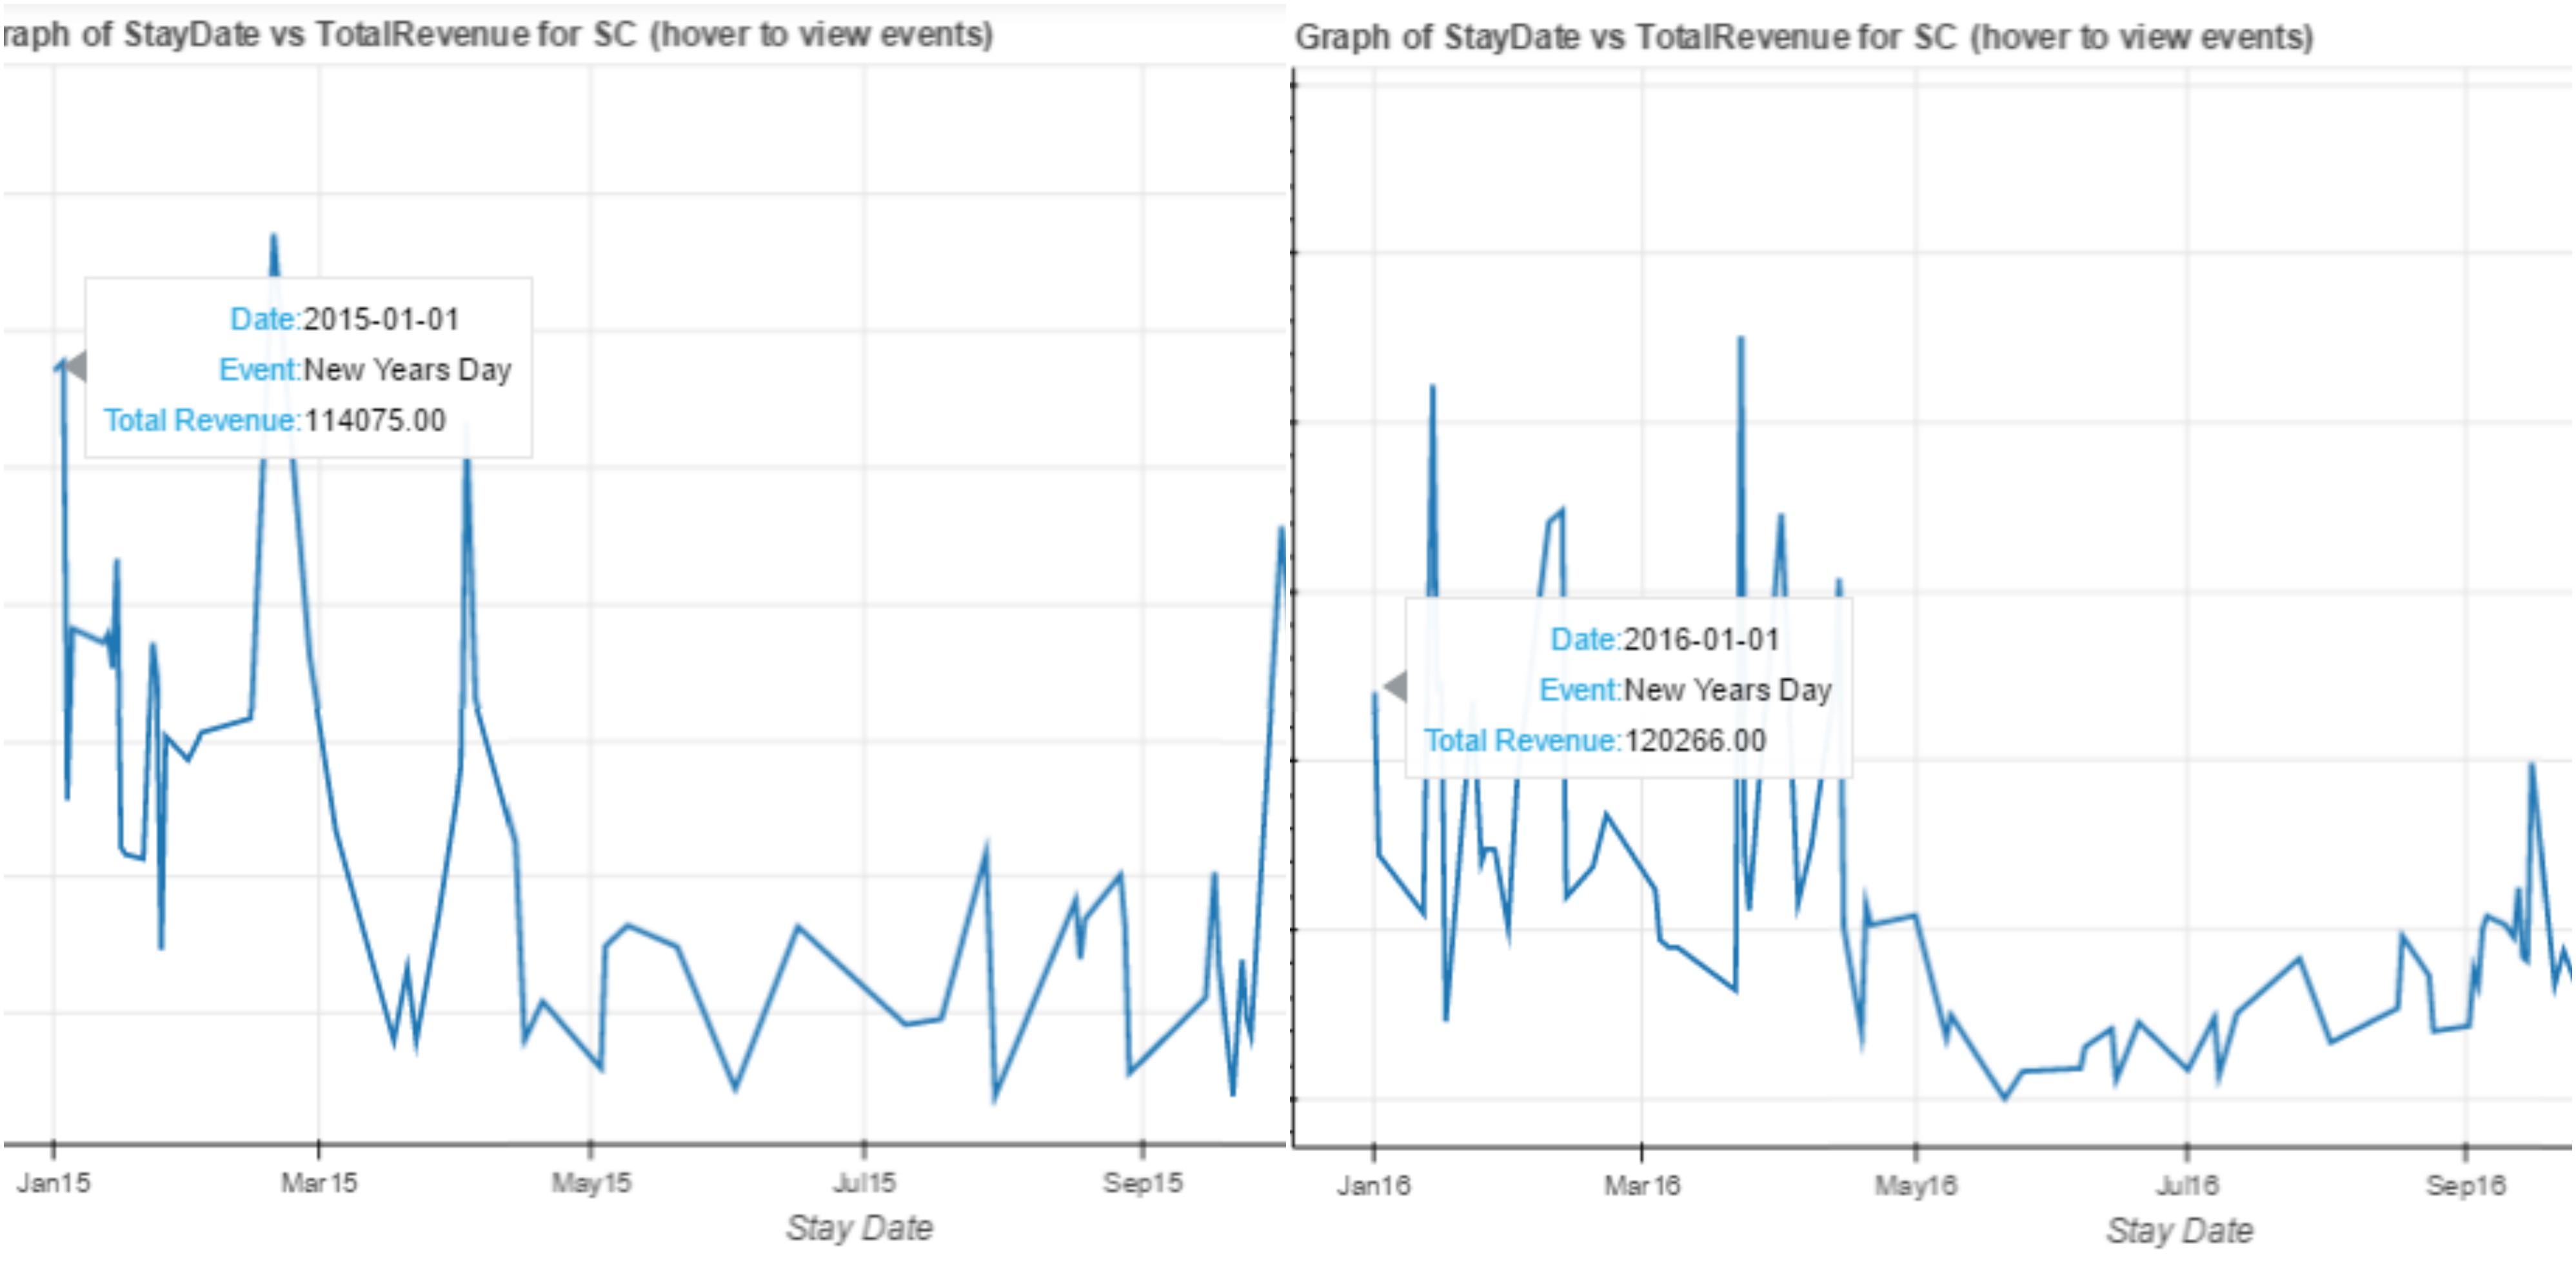 raph of StayDate vs TotalRevenue for SC (hover to view events)
Date:2015-01-01
Event:New Years Day
Total Revenue:114075.00
Jan15 Mar15 May15 Jul15 Sep15
Stay Date
Graph of StayDate vs TotalRevenue for SC (hover to view events)
Date:2016-01-01
Event:New Years Day
Total Revenue:120266.00
Jan16 Mar16 May16 Jul16 Sep16
Stay Date